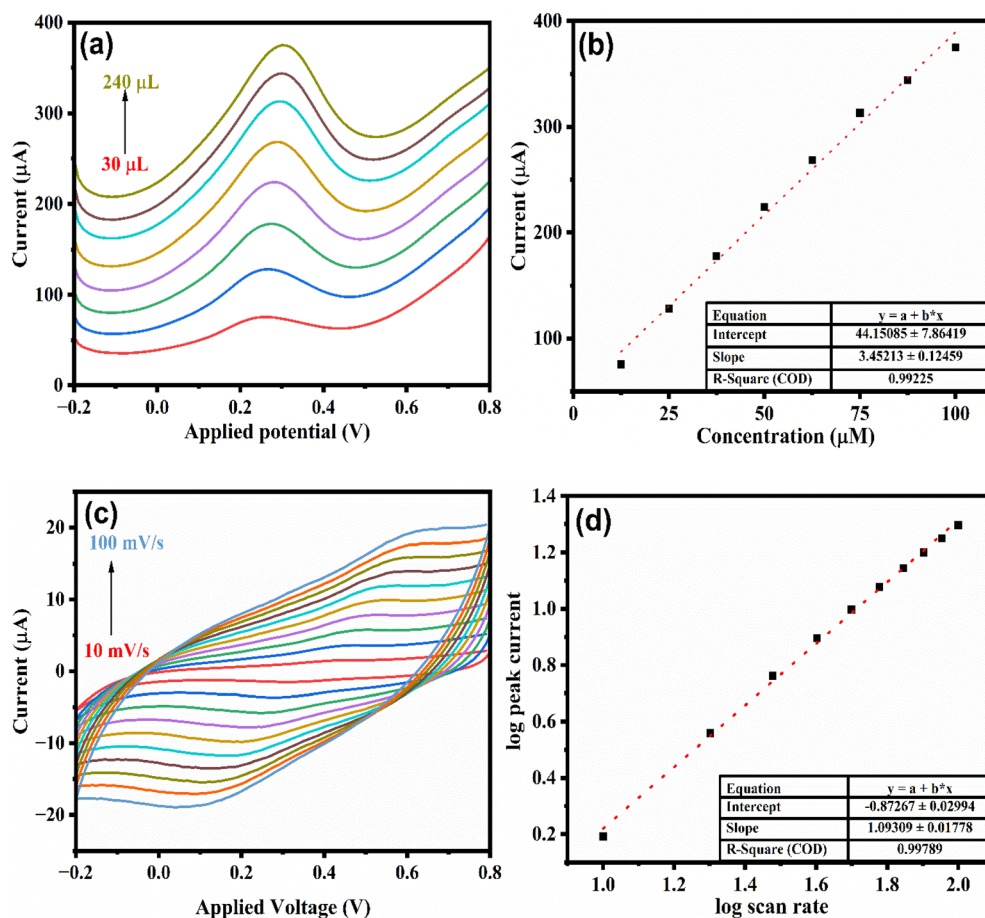 (a)
400
300
200
100
0
240 μL
30 μL
Current (μA)
−0.2 0.0 0.2 0.4 0.6 0.8
Applied potential (V)
(b)
400
300
200
100
Current (μA)
Equation y = a + b*x
Intercept 44.15085 ± 7.86419
Slope 3.45213 ± 0.12459
R-Square (COD) 0.99225
0 25 50 75 100
Concentration (μM)
(c)
20
10
0
−10
−20
100 mV/s
10 mV/s
Current (μA)
−0.2 0.0 0.2 0.4 0.6 0.8
Applied Voltage (V)
(d)
1.4
1.2
1.0
0.8
0.6
0.4
0.2
log peak current
Equation y = a + b*x
Intercept -0.87267 ± 0.02994
Slope 1.09309 ± 0.01778
R-Square (COD) 0.99789
1.0 1.2 1.4 1.6 1.8 2.0
log scan rate